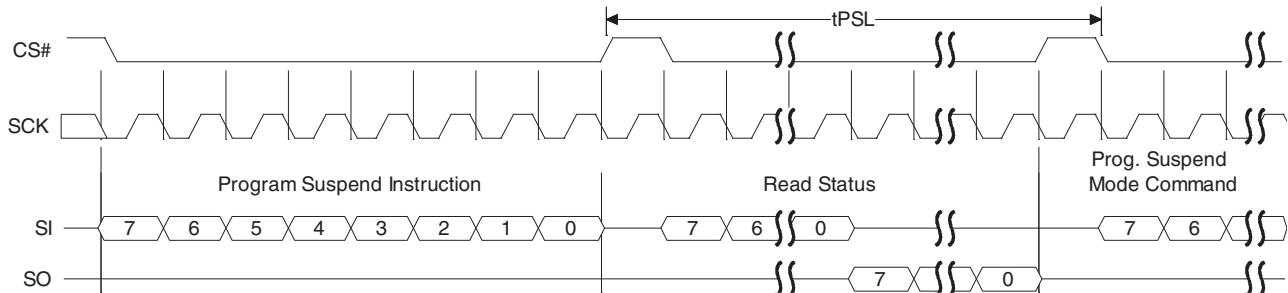 tPSL
CS#
SCK
Program Suspend Instruction
Read Status
Prog. Suspend
Mode Command
SI 7 6 5 4 3 2 1 0 7 6 0 7 6
SO 7 0